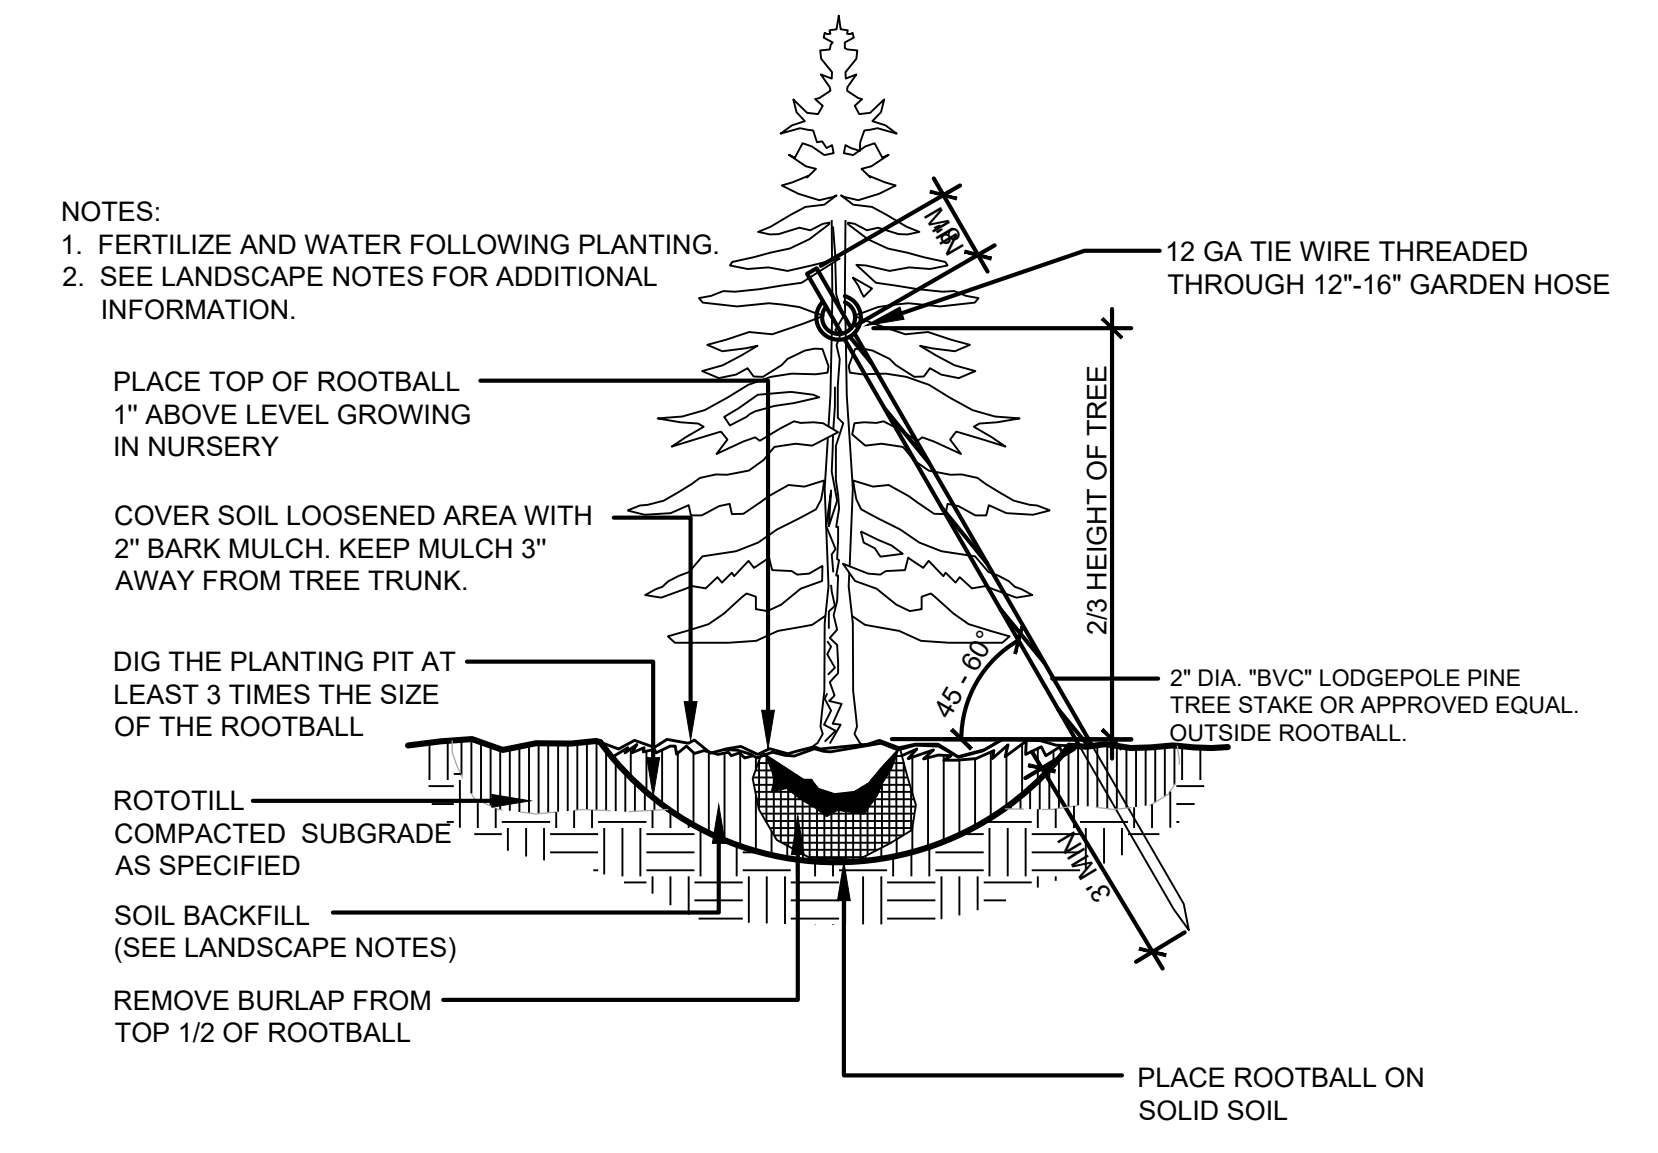 NOTES:
1. FERTILIZE AND WATER FOLLOWING PLANTING.
2. SEE LANDSCAPE NOTES FOR ADDITIONAL
INFORMATION.
PLACE TOP OF ROOTBALL
1" ABOVE LEVEL GROWING
IN NURSERY
COVER SOIL LOOSENED AREA WITH
2" BARK MULCH. KEEP MULCH 3"
AWAY FROM TREE TRUNK.
DIG THE PLANTING PIT AT
LEAST 3 TIMES THE SIZE
OF THE ROOTBALL
ROTOTILL
COMPACTED SUBGRADE
AS SPECIFIED
SOIL BACKFILL
(SEE LANDSCAPE NOTES)
REMOVE BURLAP FROM
TOP 1/2 OF ROOTBALL
MIN
12 GA TIE WIRE THREADED
THROUGH 12"-16" GARDEN HOSE
2/3 HEIGHT OF TREE
45 - 60°
2" DIA. "BVC" LODGEPOLE PINE
TREE STAKE OR APPROVED EQUAL.
OUTSIDE ROOTBALL.
3' MIN
PLACE ROOTBALL ON
SOLID SOIL